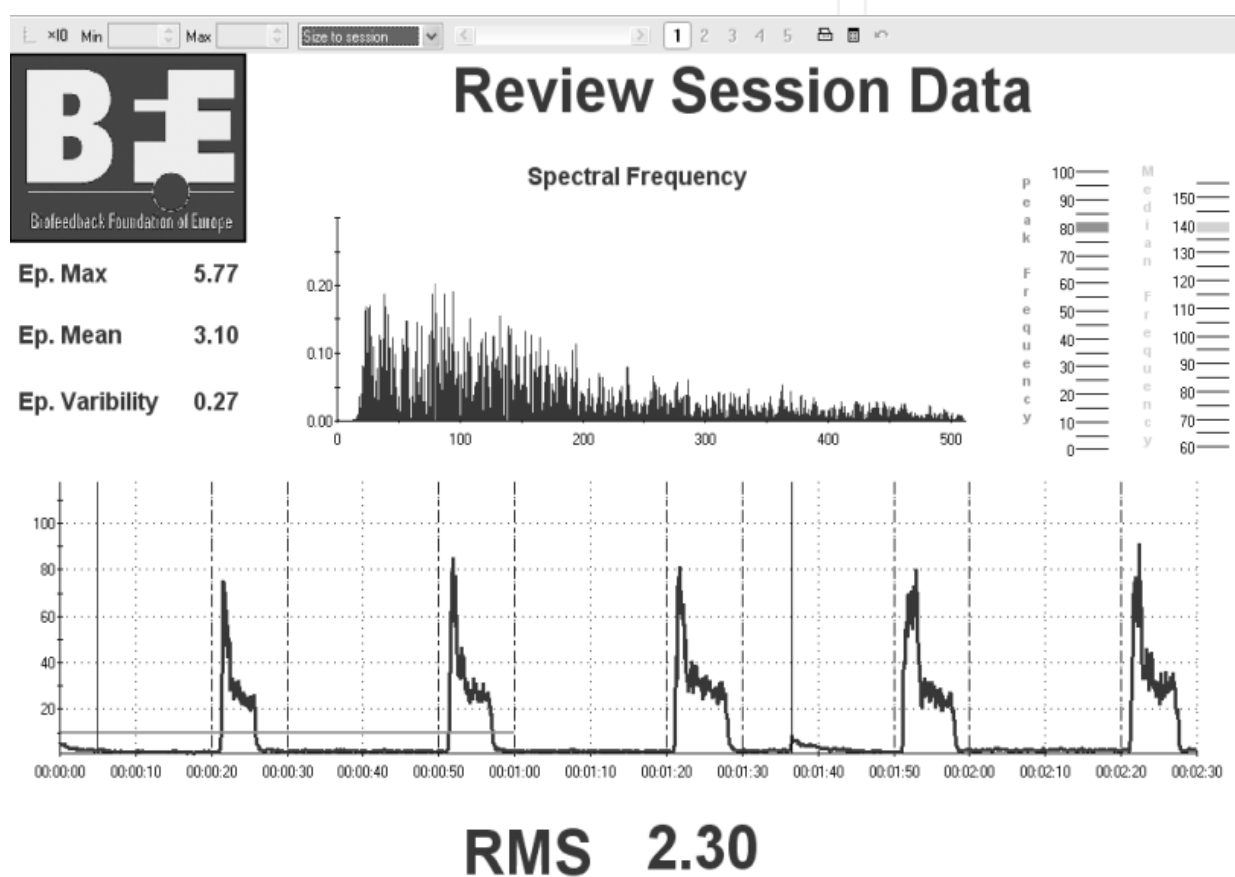 ×10 Min Max Size to session 1 2 3 4 5
BFE
Review Session Data
Biofeedback Foundation of Europe
Spectral Frequency
Ep. Max 5.77
Ep. Mean 3.10
Ep. Varibility 0.27
0.20
0.10
0.00
0 100 200 300 400 500
Peak Frequency
100
90
80
70
60
50
40
30
20
10
0
Median Frequency
150
140
130
120
110
100
90
80
70
60
100
80
60
40
20
00:00:00 00:00:10 00:00:20 00:00:30 00:00:40 00:00:50 00:01:00 00:01:10 00:01:20 00:01:30 00:01:40 00:01:50 00:02:00 00:02:10 00:02:20 00:02:30
RMS 2.30